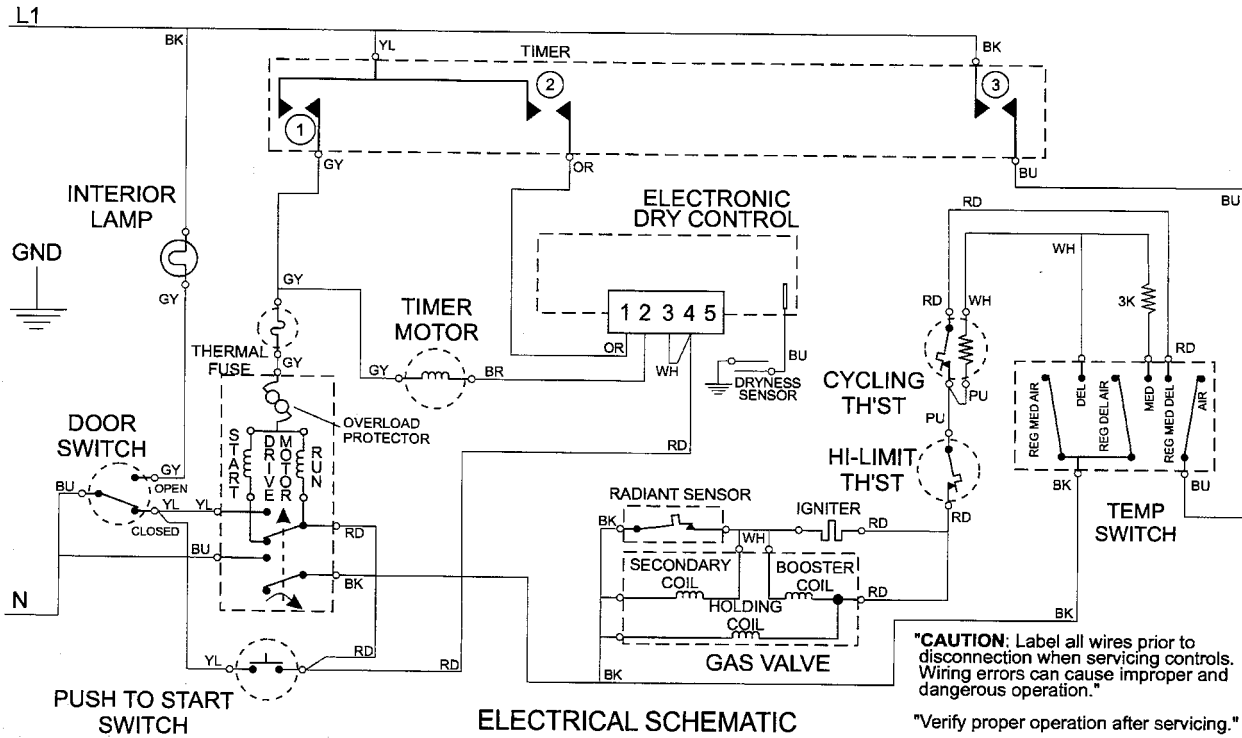 L1
BK
YL
TIMER
BK
1
2
3
GY
OR
BU
BU
INTERIOR
LAMP
GND
GY
ELECTRONIC
DRY CONTROL
1 2 3 4 5
OR
WH
BU
DRYNESS
SENSOR
RD
RD
WH
WH
3K
RD
CYCLING
TH'ST
PU
PU
HI-LIMIT
TH'ST
RD
GY
TIMER
MOTOR
GY
BR
THERMAL
FUSE
GY
OVERLOAD
PROTECTOR
START
DRIVE
MOTOR
RUN
DOOR
SWITCH
BU
GY
OPEN
YL
YL
CLOSED
BU
RD
BK
N
YL
RD
RD
PUSH TO START
SWITCH
REG MED AIR
DEL
REG DEL AIR
MED
REG MED DEL
AIR
BK
BU
TEMP
SWITCH
RADIANT SENSOR
BK
WH
IGNITER
RD
SECONDARY
COIL
BOOSTER
COIL
HOLDING
COIL
RD
GAS VALVE
BK
BK
ELECTRICAL SCHEMATIC
"CAUTION: Label all wires prior to
disconnection when servicing controls.
Wiring errors can cause improper and
dangerous operation."
"Verify proper operation after servicing."